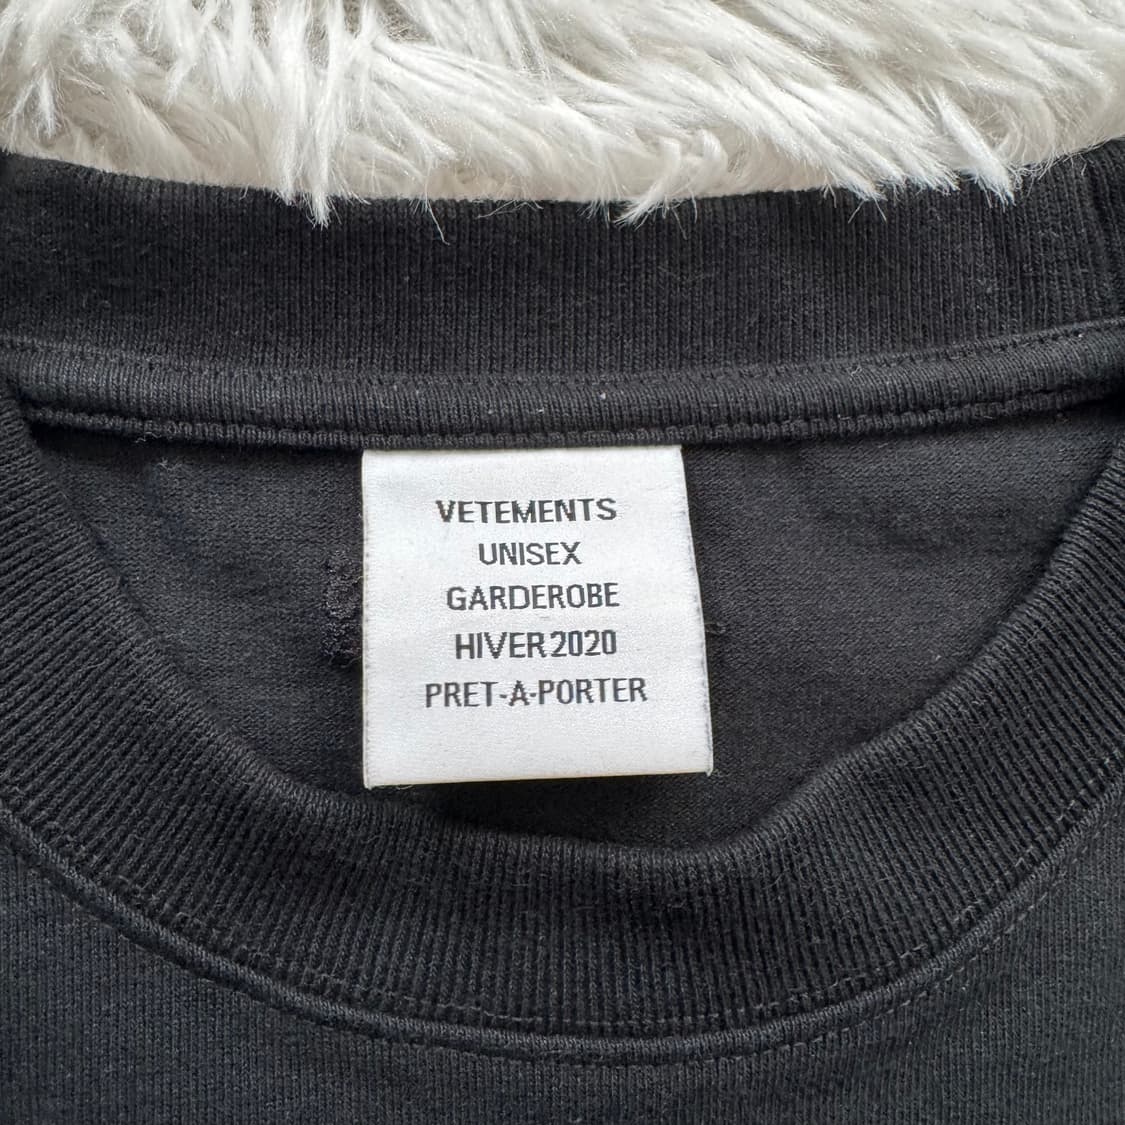 VETEMENTS
UNISEX
GARDEROBE
HIVER 2020
PRET-A-PORTER